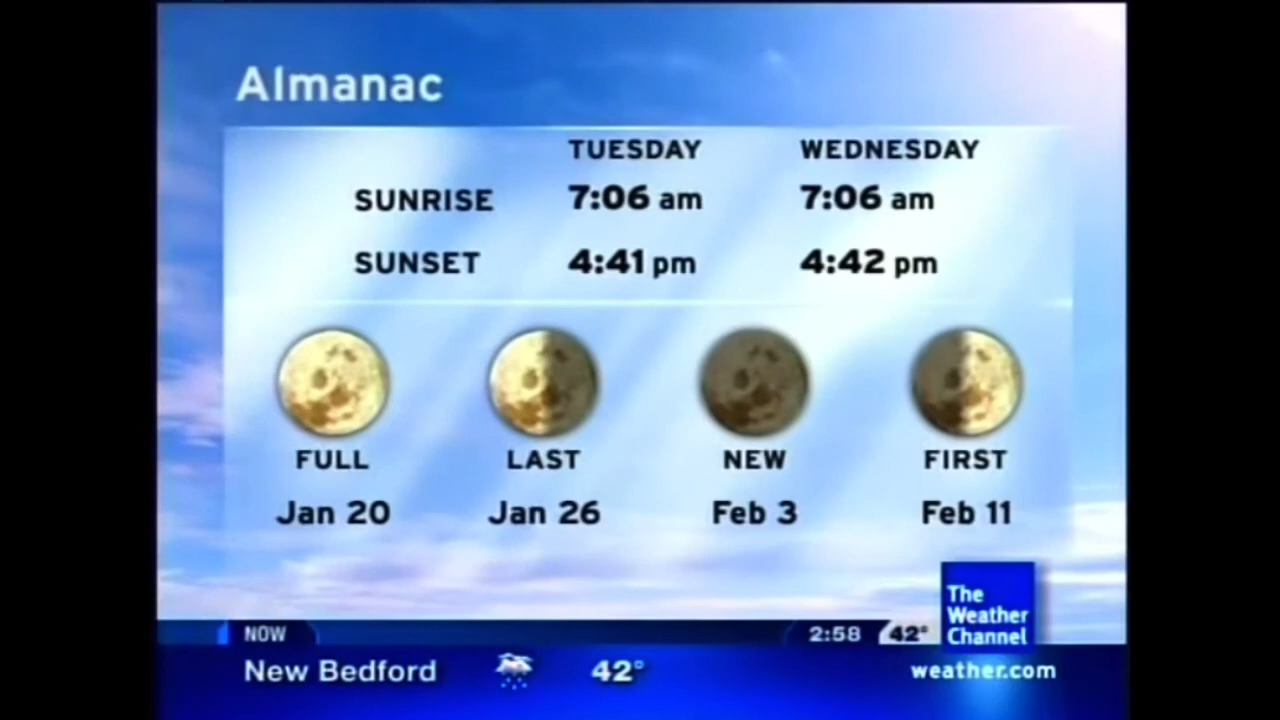 Almanac
TUESDAY WEDNESDAY
SUNRISE 7:06 am 7:06 am
SUNSET 4:41 pm 4:42 pm
FULL LAST NEW FIRST
Jan 20 Jan 26 Feb 3 Feb 11
The
Weather
Channel
NOW 2:58 42°
New Bedford 42° weather.com